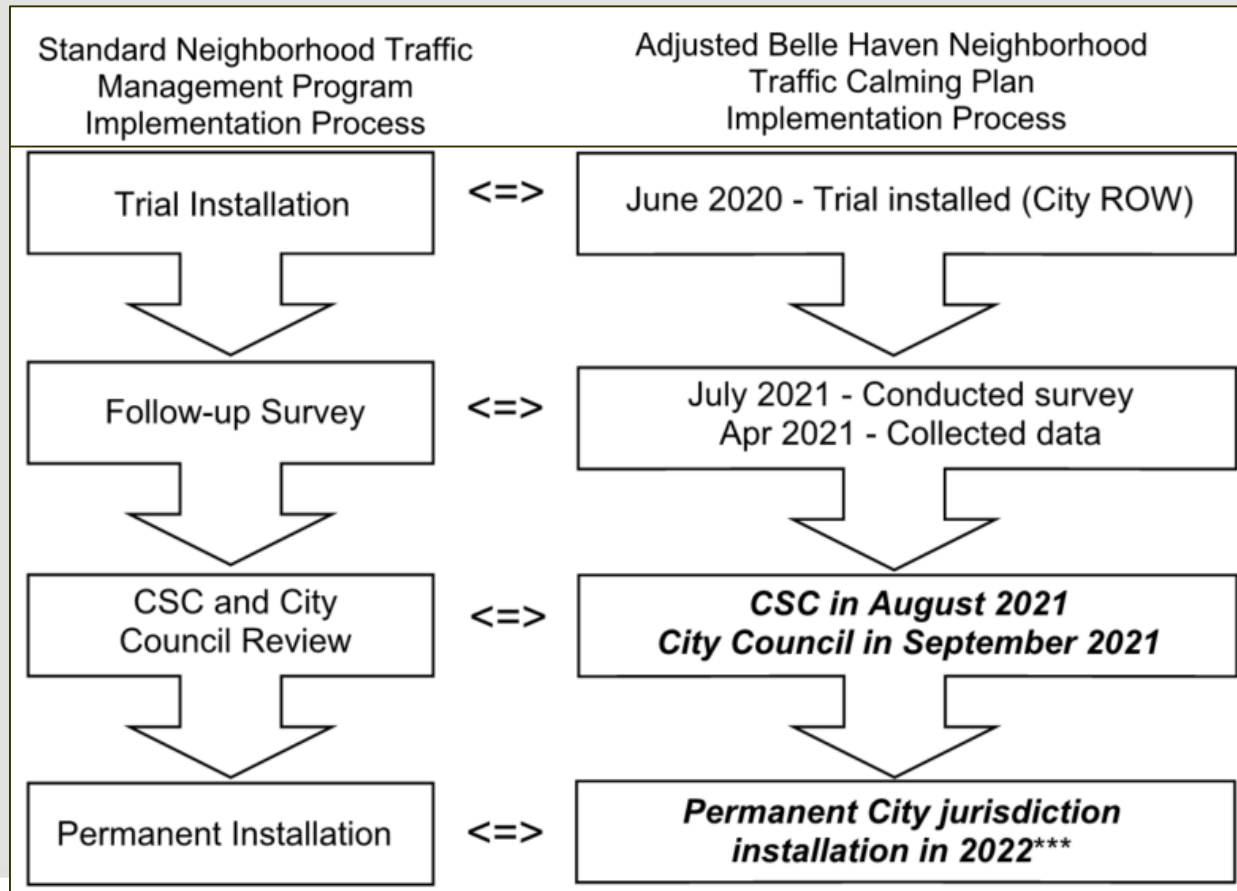 Standard Neighborhood Traffic
Management Program
Implementation Process
Adjusted Belle Haven Neighborhood
Traffic Calming Plan
Implementation Process
Trial Installation
<=>
June 2020 - Trial installed (City ROW)
Follow-up Survey
<=>
July 2021 - Conducted survey
Apr 2021 - Collected data
CSC and City
Council Review
<=>
CSC in August 2021
City Council in September 2021
Permanent Installation
<=>
Permanent City jurisdiction
installation in 2022***